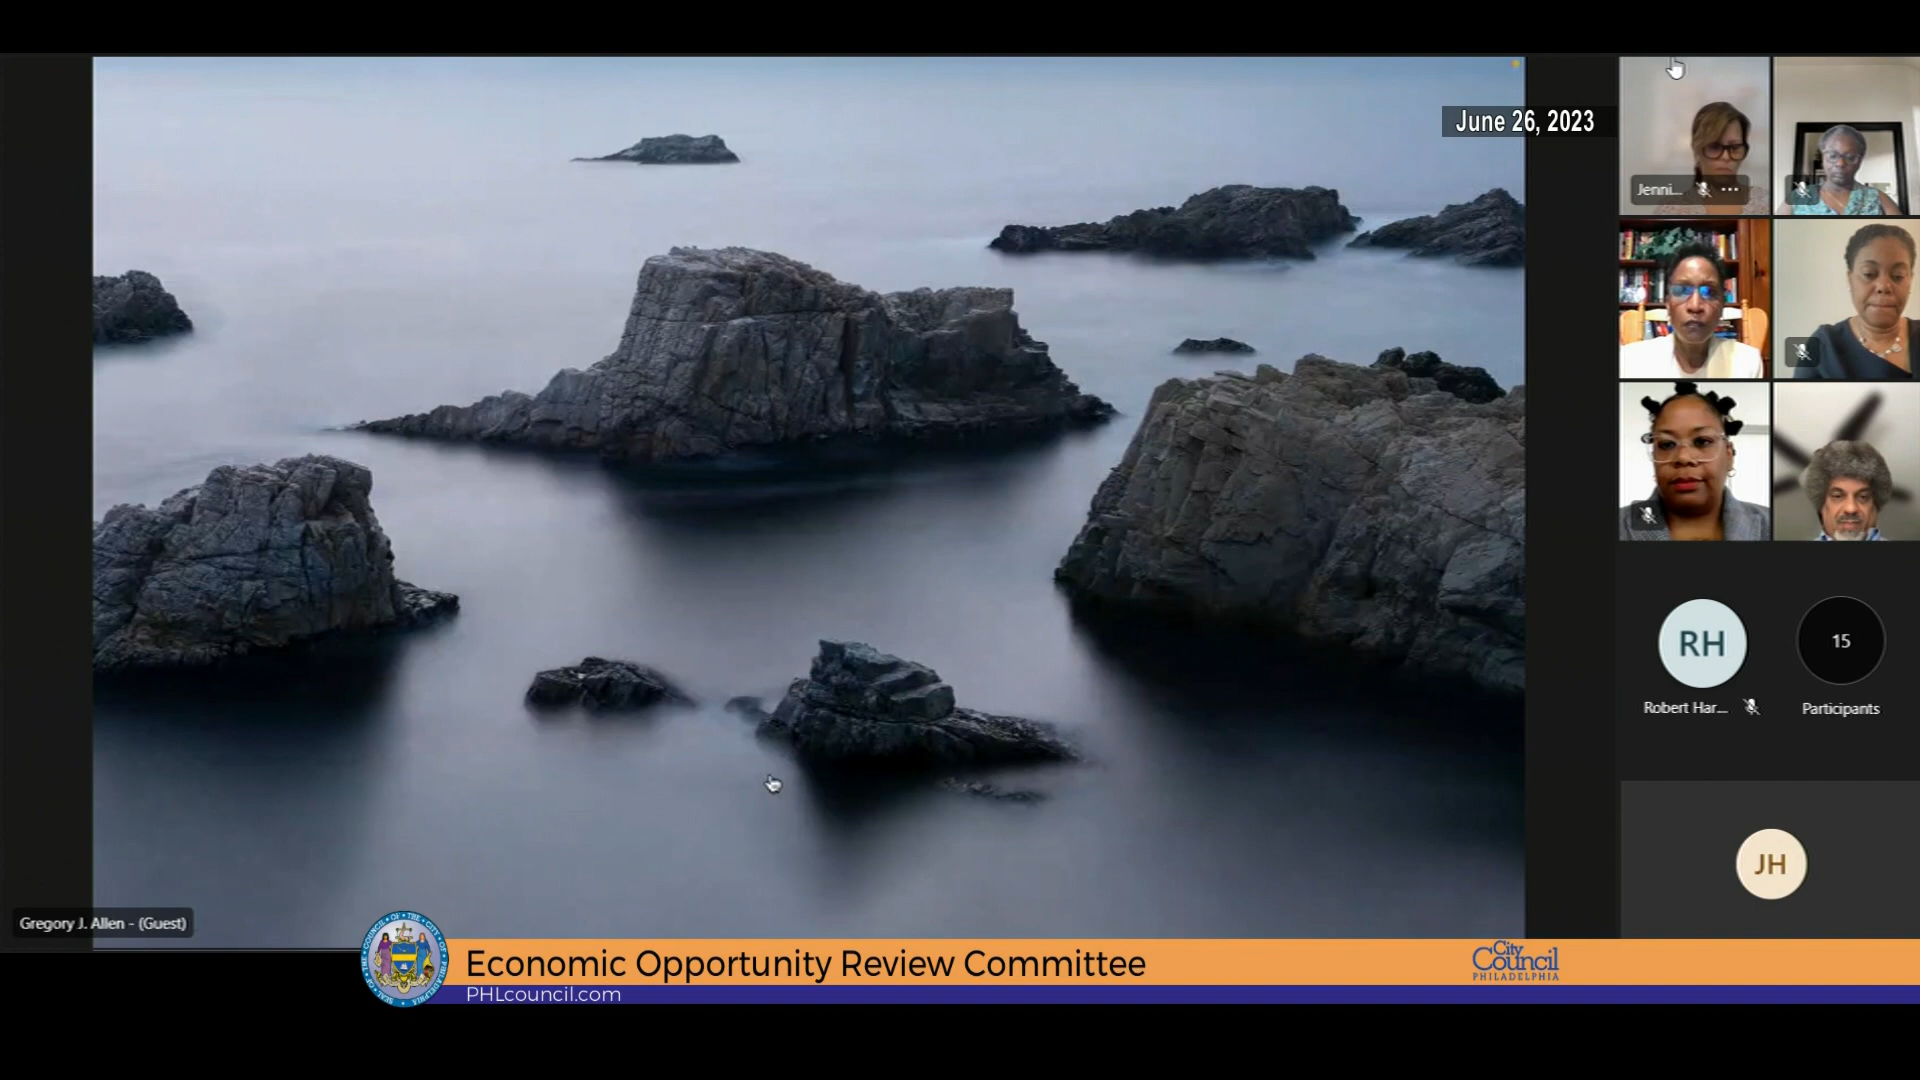 June 26, 2023
Jenni...
RH
15
Robert Har...
Participants
JH
Gregory J. Allen - (Guest)
Economic Opportunity Review Committee
City
Council
PHILADELPHIA
PHLcouncil.com